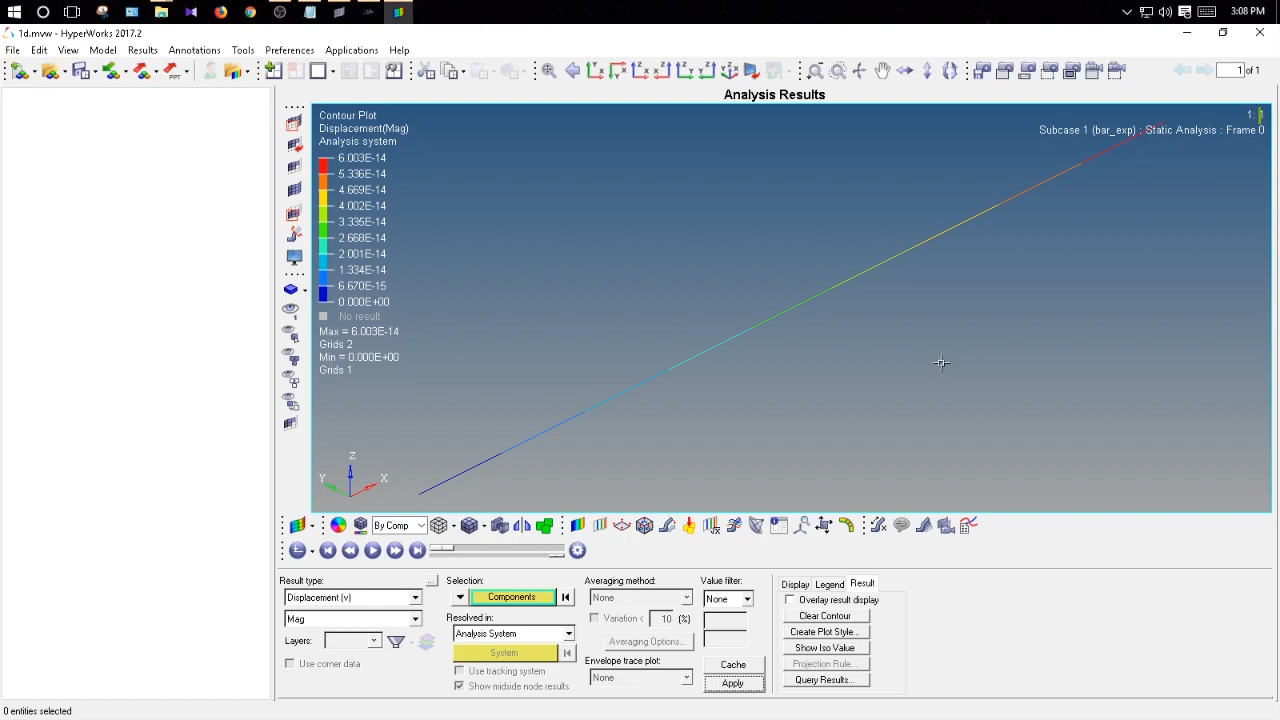 3:08 PM
1d.mvw - HyperWorks 2017.2
File Edit View Model Results Annotations Tools Preferences Applications Help
1 of 1
Analysis Results
Contour Plot
Displacement(Mag)
Analysis system
6.003E-14
5.336E-14
4.669E-14
4.002E-14
3.335E-14
2.668E-14
2.001E-14
1.334E-14
6.670E-15
0.000E+00
No result
Max = 6.003E-14
Grids 2
Min = 0.000E+00
Grids 1
Subcase 1 (bar_exp) : Static Analysis : Frame 0
Z
Y
X
By Comp
Result type:
Displacement (v)
Mag
Layers:
Use corner data
Selection:
Components
Resolved in:
Analysis System
System
Use tracking system
Show midside node results
Averaging method:
None
Variation < 10 (%)
Averaging Options...
Envelope trace plot:
None
Value filter:
None
Cache
Apply
Display Legend Result
Overlay result display
Clear Contour
Create Plot Style...
Show Iso Value
Projection Rule...
Query Results...
0 entities selected